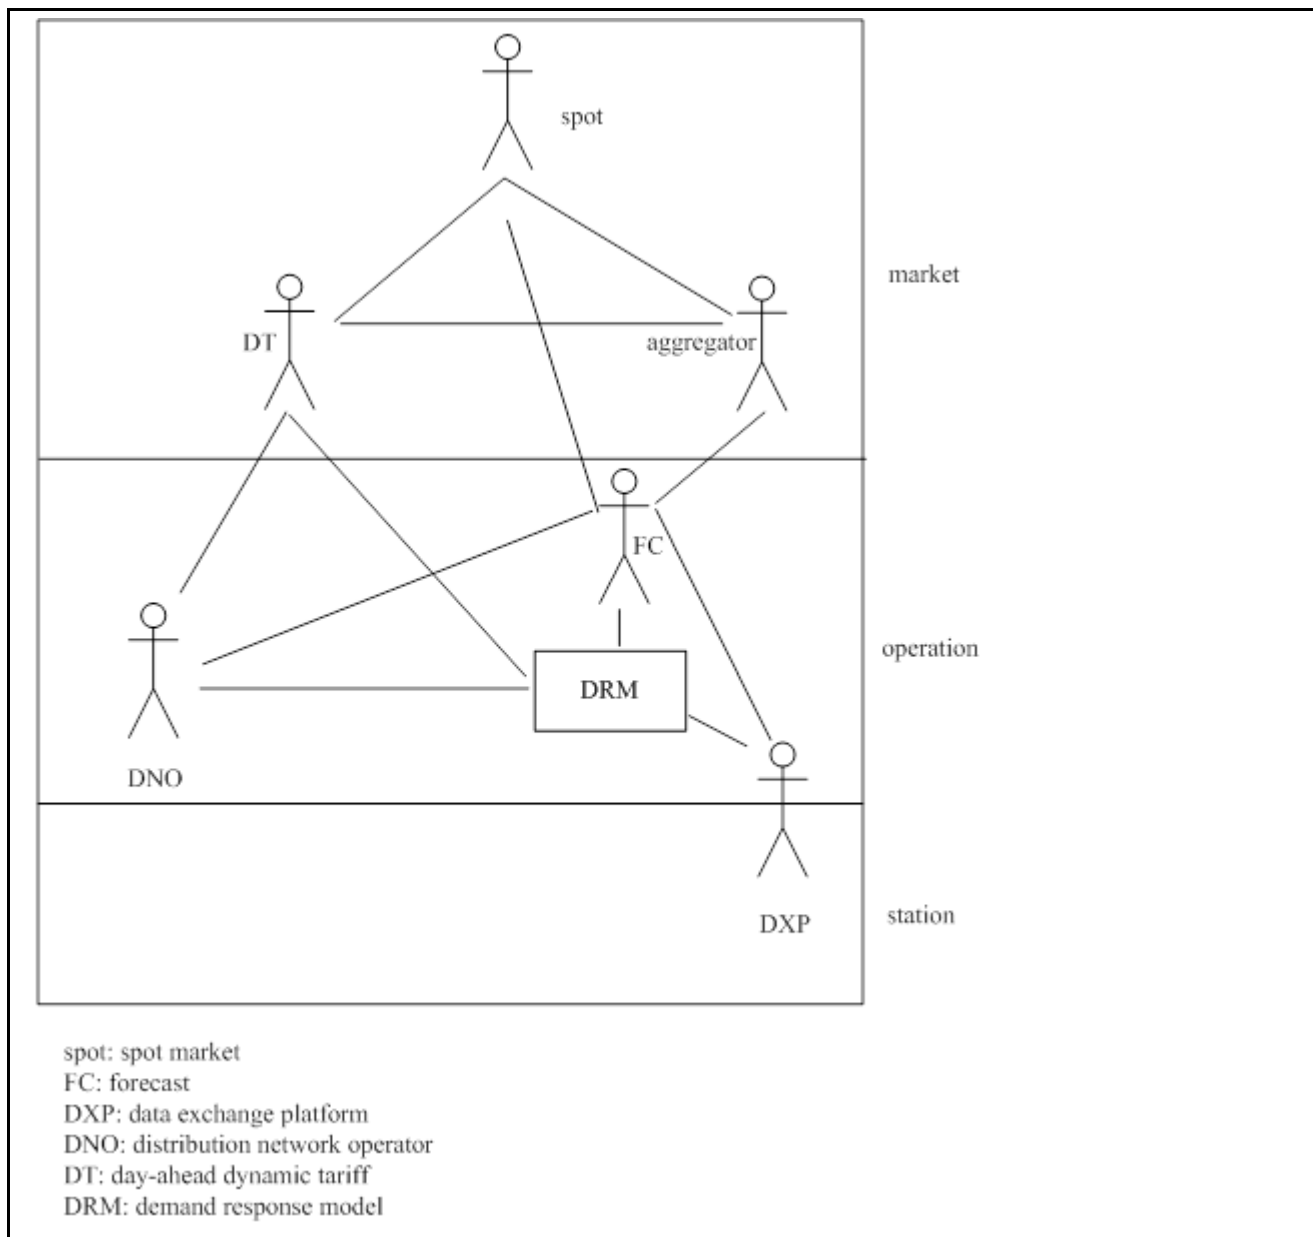 spot
market
DT
aggregator
FC
operation
DRM
DNO
station
DXP
spot: spot market
FC: forecast
DXP: data exchange platform
DNO: distribution network operator
DT: day-ahead dynamic tariff
DRM: demand response model